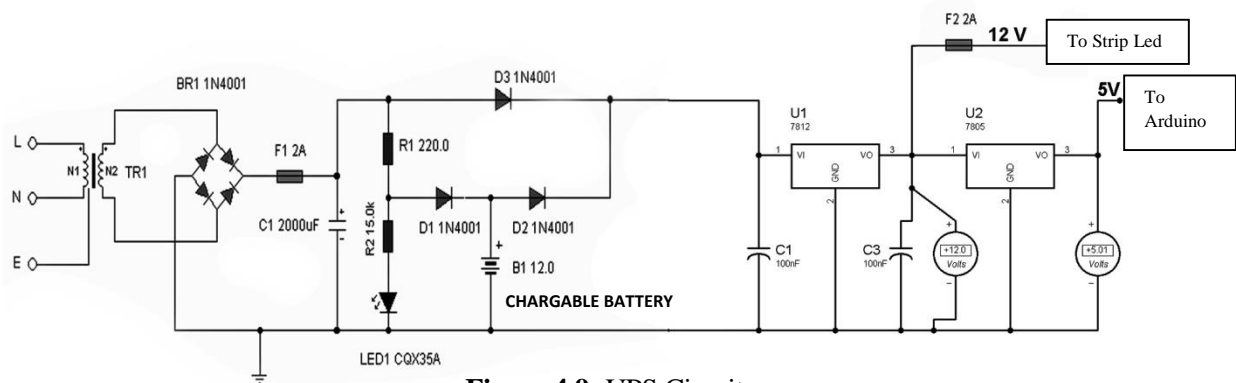 F2 2A
12 V
To Strip Led
5V
To
Arduino
BR1 1N4001
D3 1N4001
L
N
E
N1
N2
TR1
F1 2A
R1 220.0
C1 2000uF
+
-
R2 15.0k
D1 1N4001
D2 1N4001
+
B1 12.0
CHARGABLE BATTERY
LED1 CQX35A
U1
7812
1
VI
VO
3
GND
2
U2
7805
1
VI
VO
3
GND
2
C1
100nF
C3
100nF
+
+12.0
Volts
-
+
+5.01
Volts
-
Figure 4.9: UPS Circuit